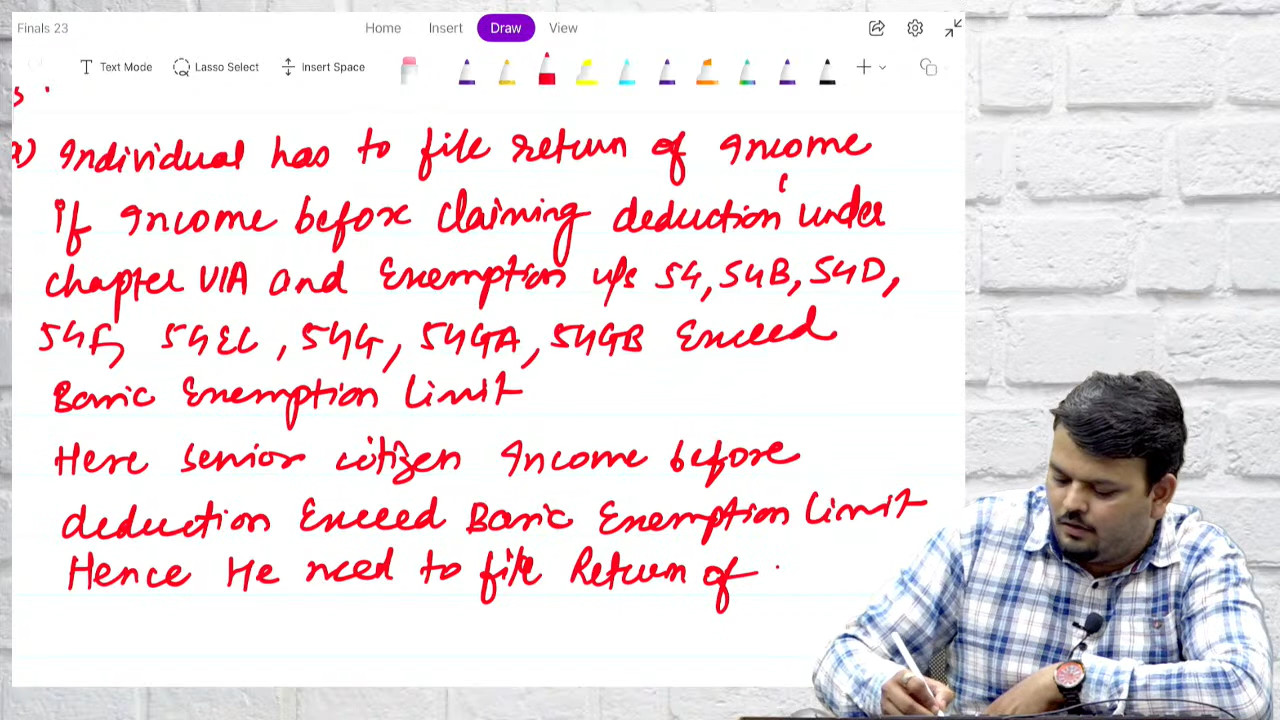 Finals 23
Home Insert Draw View
Text Mode Lasso Select Insert Space
a) Individual has to file return of Income
if Income before claiming deduction under
chapter VIA and Exemption u/s 54, 54B, 54D,
54F, 54EC, 54G, 54GA, 54GB Exceed
Basic Exemption Limit
Here senior citizen Income before
deduction Exceed Basic Exemption Limit
Hence He need to file Return of